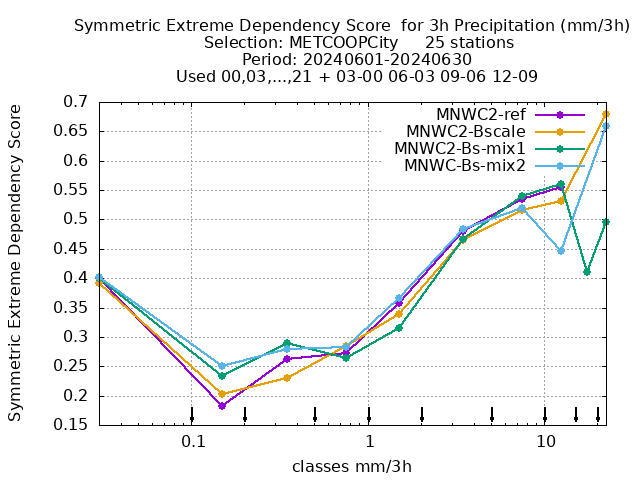 Symmetric Extreme Dependency Score  for 3h Precipitation (mm/3h)
Selection: METCOOPCity     25 stations
Period: 20240601-20240630
Used 00,03,...,21 + 03-00 06-03 09-06 12-09
Symmetric Extreme Dependency Score
0.7
0.65
0.6
0.55
0.5
0.45
0.4
0.35
0.3
0.25
0.2
0.15
MNWC2-ref
MNWC2-Bscale
MNWC2-Bs-mix1
MNWC-Bs-mix2
0.1
1
10
classes mm/3h